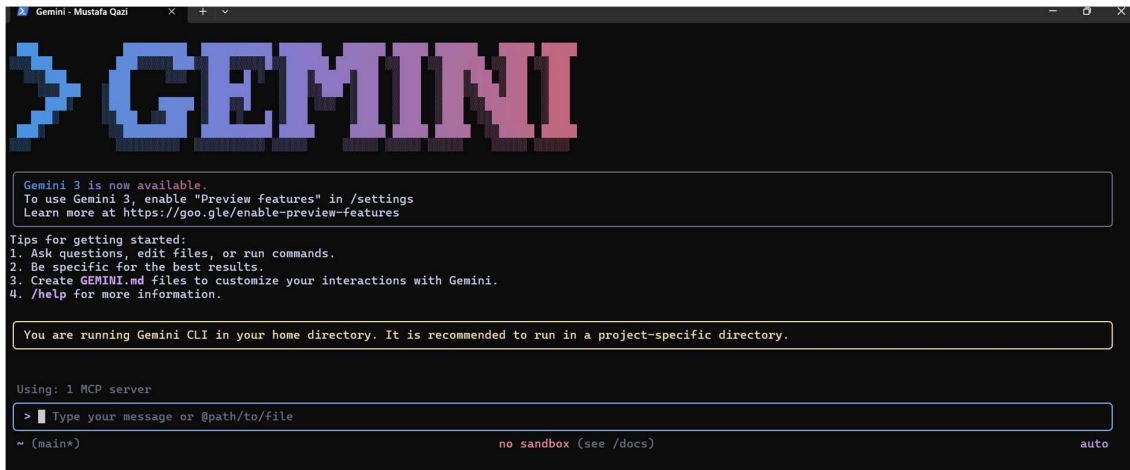 Gemini - Mustafa Qazi
> GEMINI
Gemini 3 is now available.
To use Gemini 3, enable "Preview features" in /settings
Learn more at https://goo.gle/enable-preview-features
Tips for getting started:
1. Ask questions, edit files, or run commands.
2. Be specific for the best results.
3. Create GEMINI.md files to customize your interactions with Gemini.
4. /help for more information.
You are running Gemini CLI in your home directory. It is recommended to run in a project-specific directory.
Using: 1 MCP server
> Type your message or @path/to/file
~ (main*) no sandbox (see /docs) auto